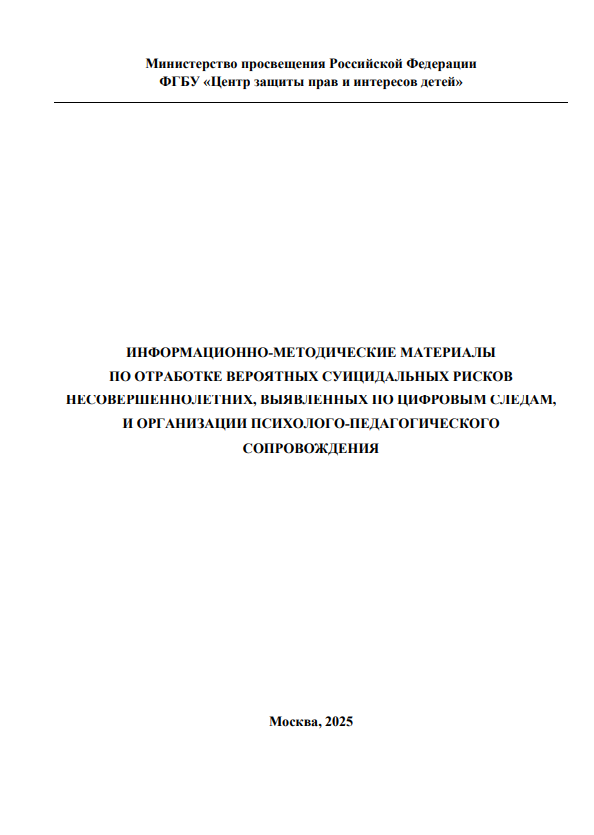 Министерство просвещения Российской Федерации
ФГБУ «Центр защиты прав и интересов детей»
ИНФОРМАЦИОННО-МЕТОДИЧЕСКИЕ МАТЕРИАЛЫ
ПО ОТРАБОТКЕ ВЕРОЯТНЫХ СУИЦИДАЛЬНЫХ РИСКОВ
НЕСОВЕРШЕННОЛЕТНИХ, ВЫЯВЛЕННЫХ ПО ЦИФРОВЫМ СЛЕДАМ,
И ОРГАНИЗАЦИИ ПСИХОЛОГО-ПЕДАГОГИЧЕСКОГО
СОПРОВОЖДЕНИЯ
Москва, 2025